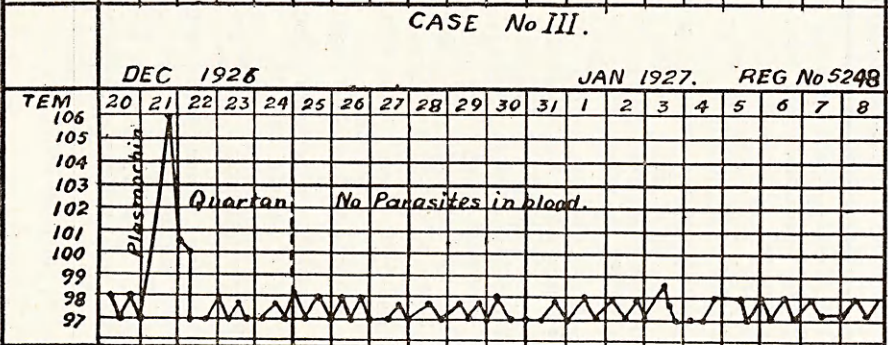 CASE No III.
DEC 1926 JAN 1927. REG No 5248
TEM 20 21 22 23 24 25 26 27 28 29 30 31 1 2 3 4 5 6 7 8
106
105
104
103
102
101
100
99
98
97
Plasmochin
Quartan No Parasites in blood.